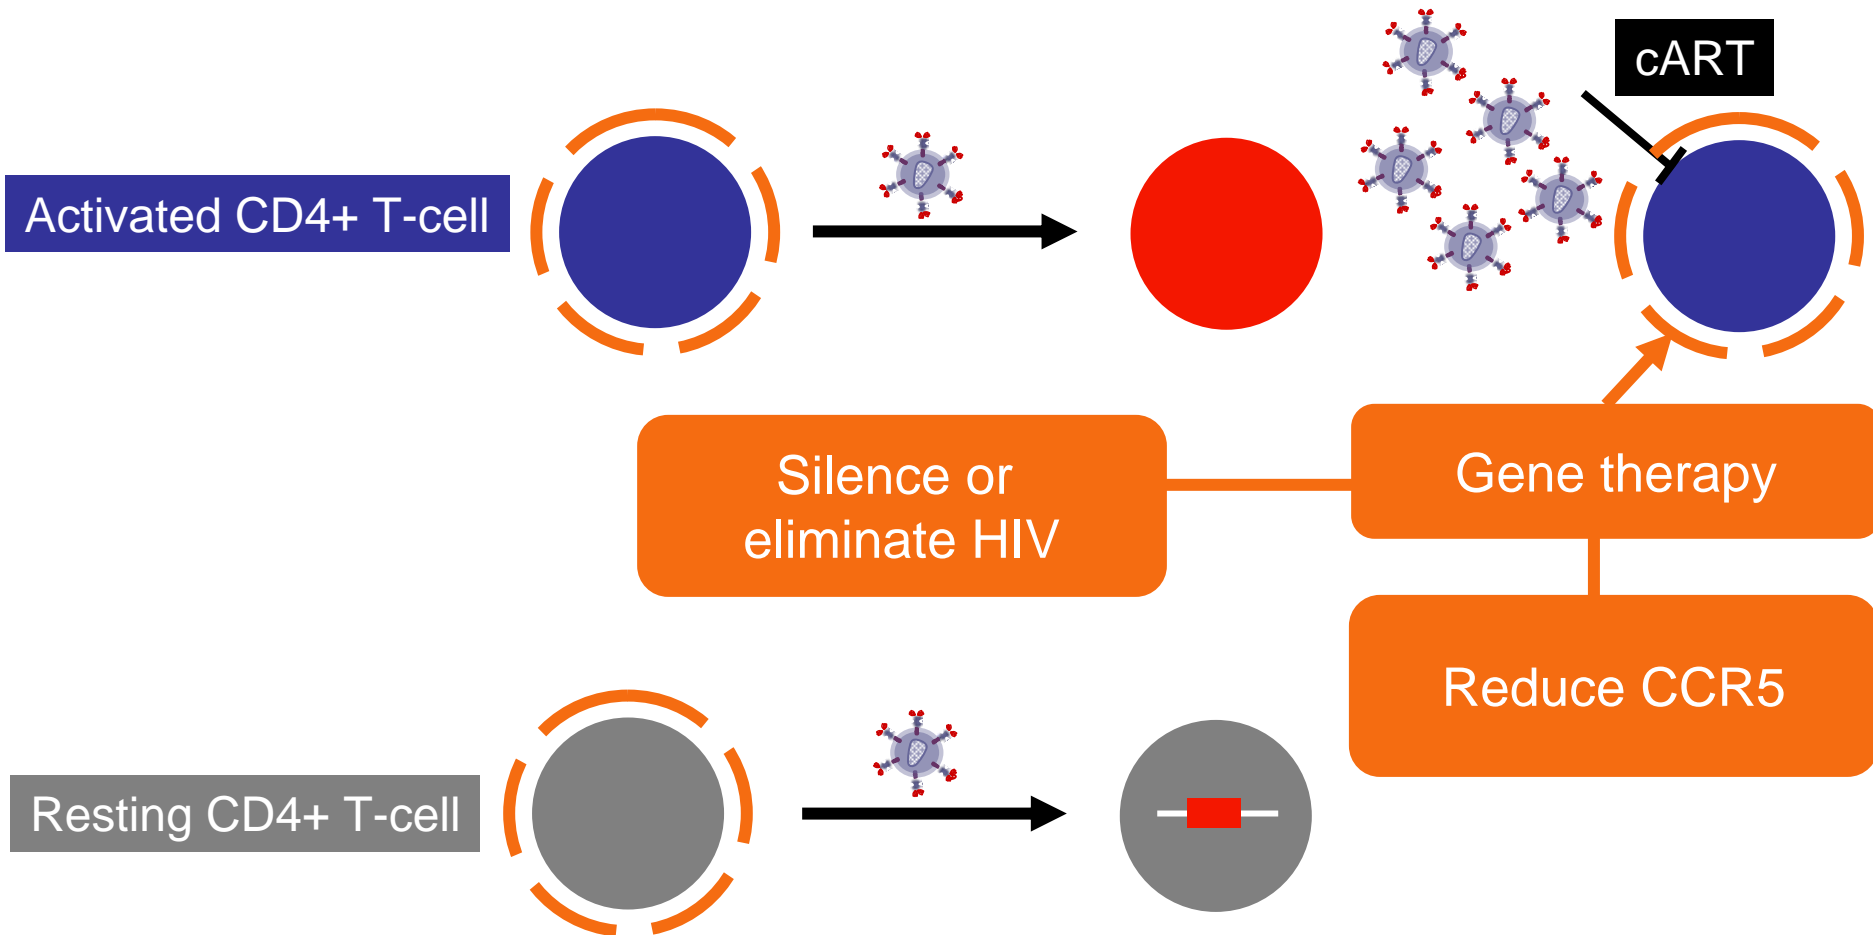 cART
Activated CD4+ T-cell
Silence or
eliminate HIV
Gene therapy
Reduce CCR5
Resting CD4+ T-cell